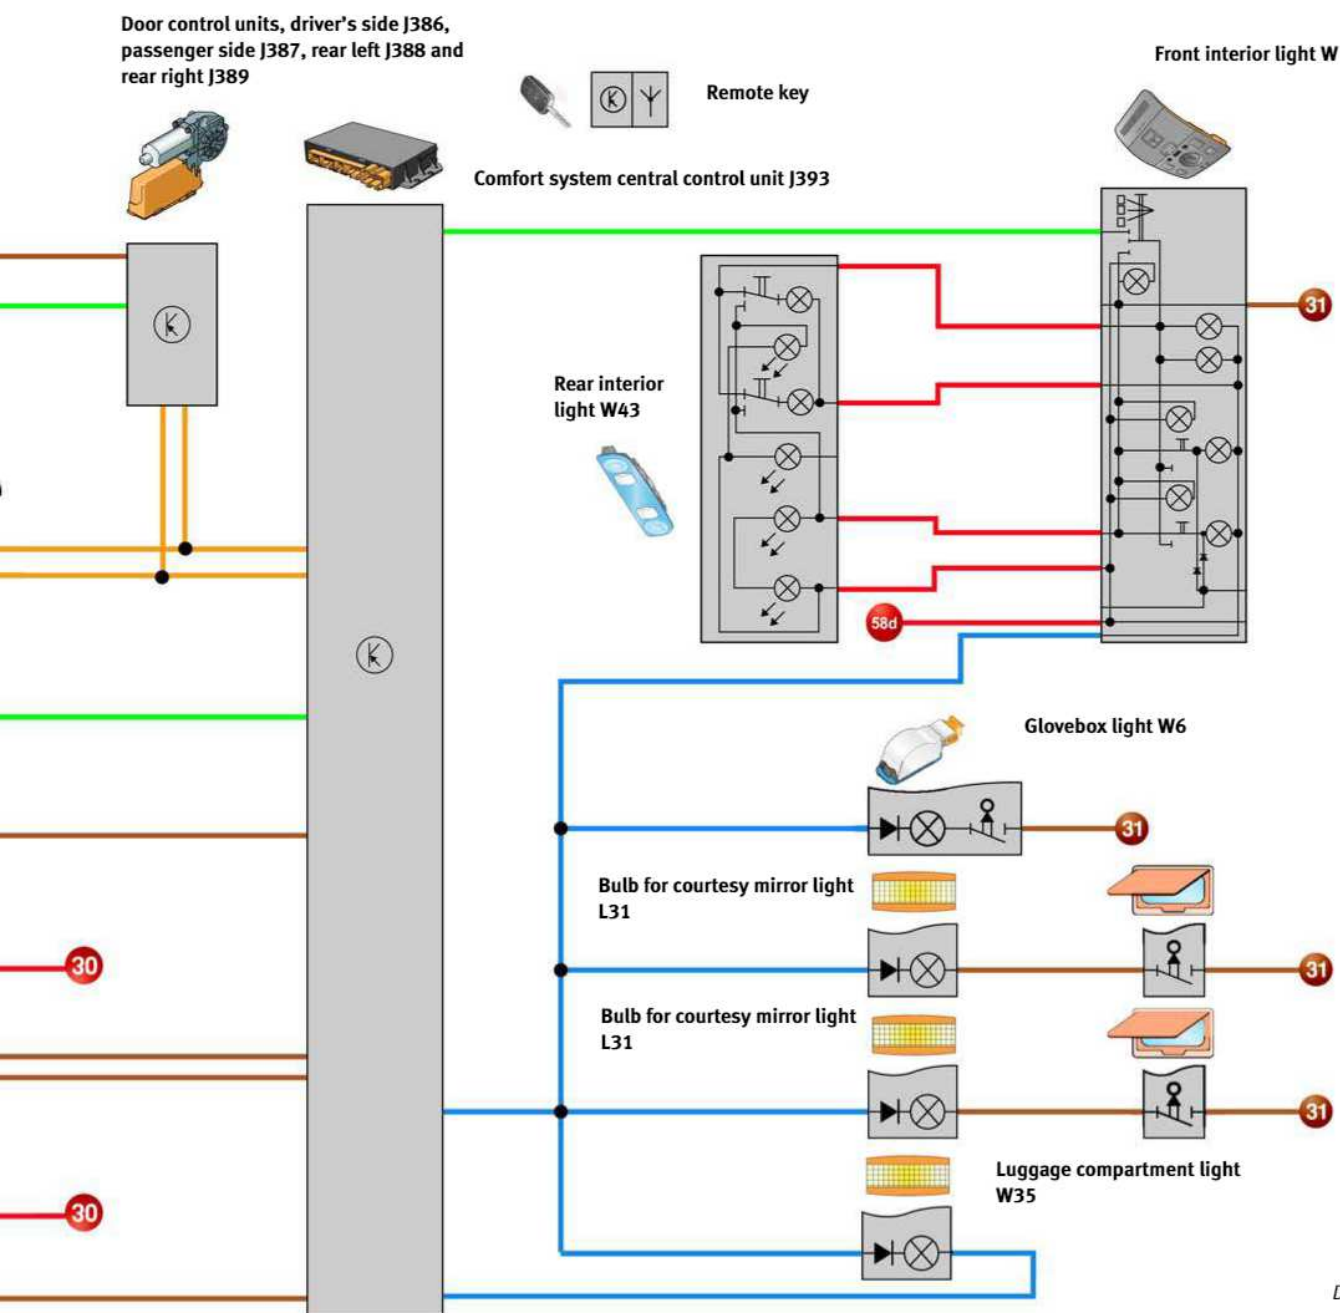 Door control units, driver's side J386,
passenger side J387, rear left J388 and
rear right J389
Remote key
Front interior light W
Comfort system central control unit J393
31
Rear interior
light W43
58d
Glovebox light W6
31
Bulb for courtesy mirror light
L31
30
31
Bulb for courtesy mirror light
L31
31
Luggage compartment light
W35
30